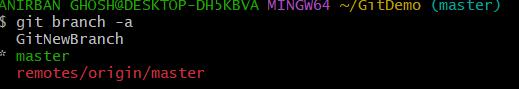 ANIRBAN GHOSH@DESKTOP-DH5KBVA MINGW64 ~/GitDemo (master)
$ git branch -a
  GitNewBranch
* master
  remotes/origin/master